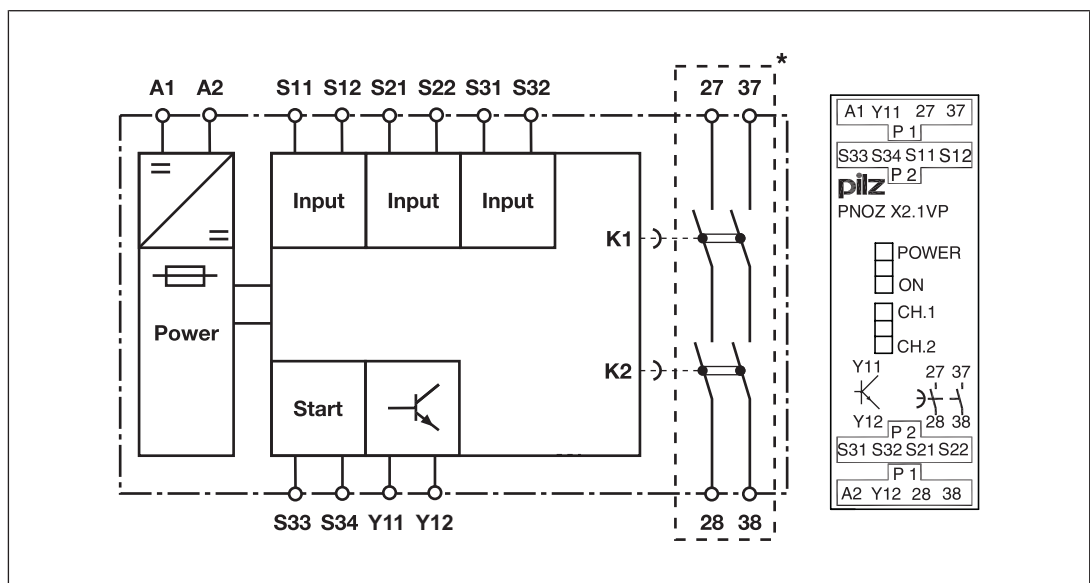 *
A1 A2 S11 S12 S21 S22 S31 S32 27 37
Input Input Input
K1
Power
K2
Start
S33 S34 Y11 Y12 28 38
A1 Y11 27 37
P 1
S33 S34 S11 S12
P 2
pilz
PNOZ X2.1VP
POWER
ON
CH.1
CH.2
Y11 27 37
Y12 28 38
P 2
S31 S32 S21 S22
P 1
A2 Y12 28 38